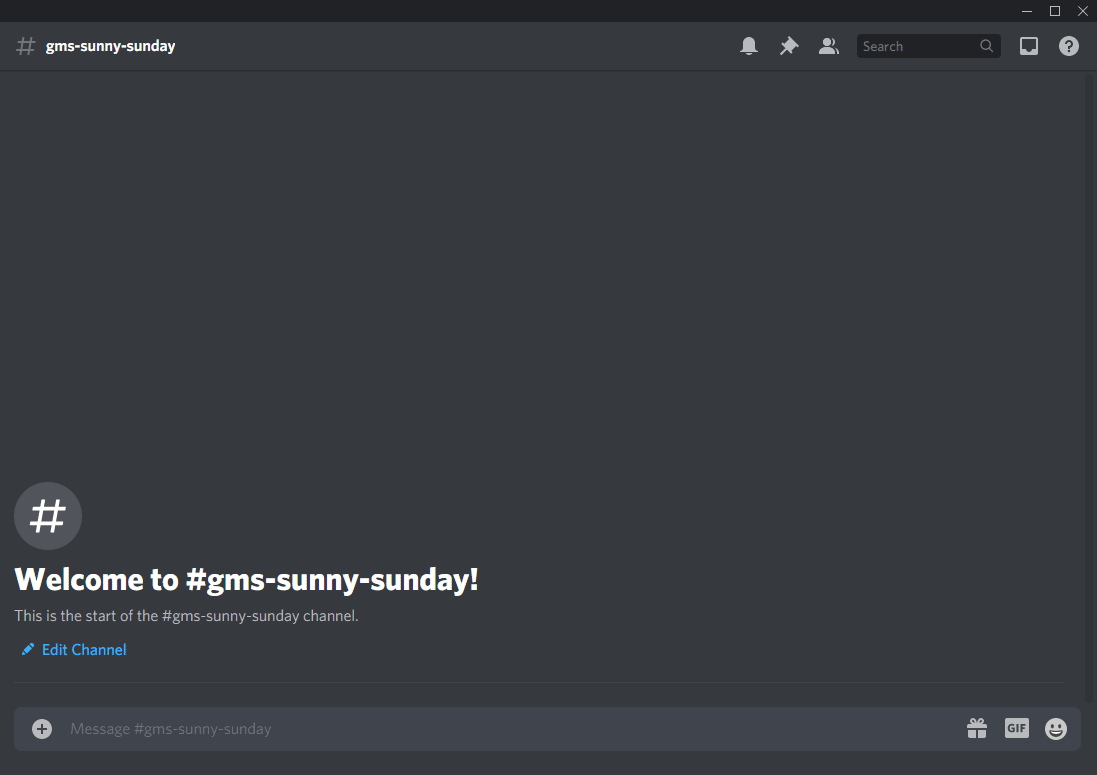 # gms-sunny-sunday
Search
?
#
Welcome to #gms-sunny-sunday!
This is the start of the #gms-sunny-sunday channel.
Edit Channel
Message #gms-sunny-sunday
GIF